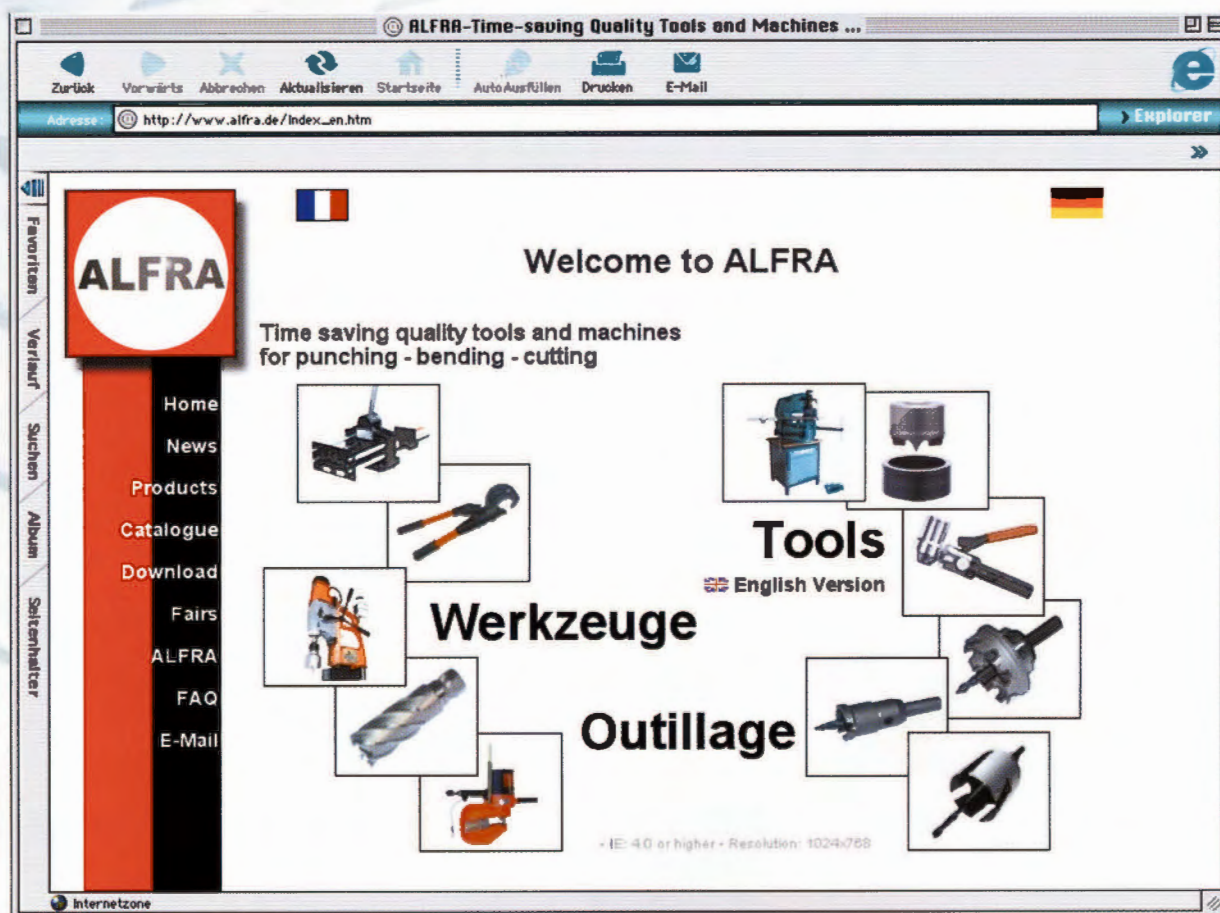 ALFRA-Time-saving Quality Tools and Machines ...
Zurück Vorwärts Abbrechen Aktualisieren Startseite AutoAusfüllen Drucken E-Mail
Adresse: http://www.alfra.de/index_en.htm Explorer
Favoriten
Verlauf
Suchen
Album
Seitenhalter
ALFRA
Welcome to ALFRA
Time saving quality tools and machines
for punching - bending - cutting
Home
News
Products
Catalogue
Download
Fairs
ALFRA
FAQ
E-Mail
Tools
English Version
Werkzeuge
Outillage
- IE: 4.0 or higher - Resolution: 1024x768
Internetzone